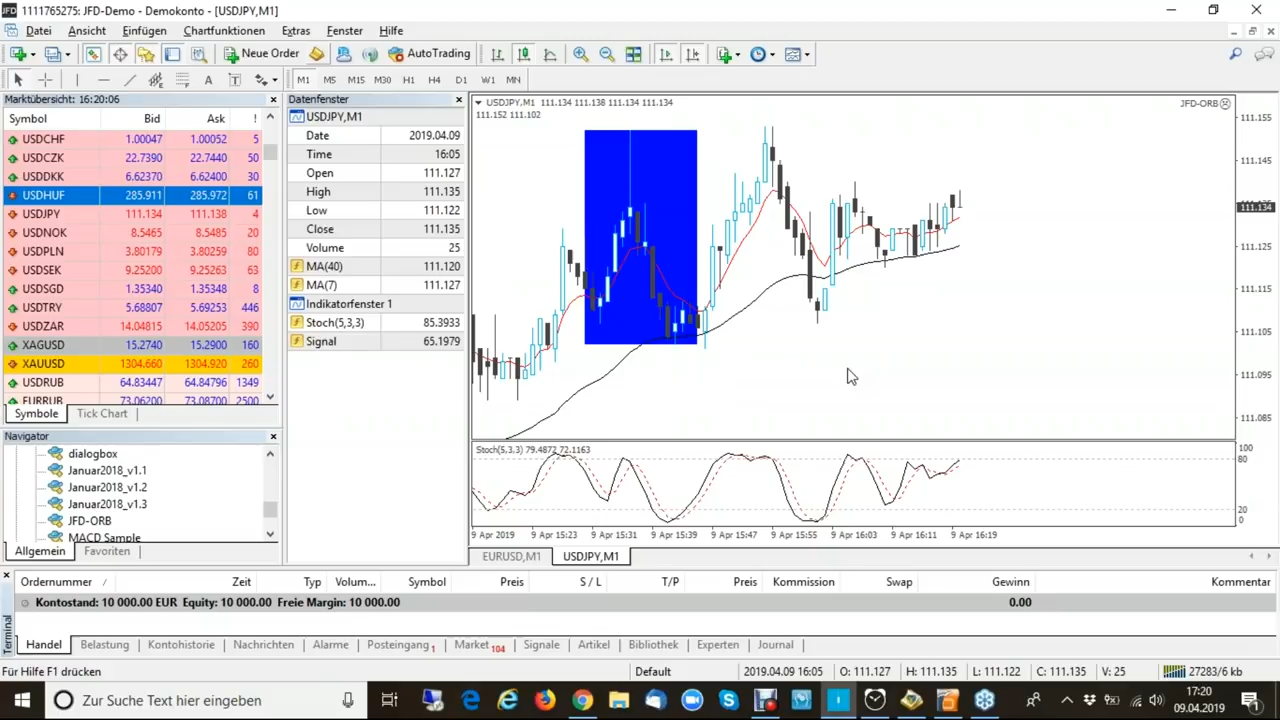 1111765275: JFD-Demo - Demokonto - [USDJPY,M1]
Datei Ansicht Einfügen Chartfunktionen Extras Fenster Hilfe
New Order AutoTrading
A T M1 M5 M15 M30 H1 H4 D1 W1 MN
Marktübersicht: 16:20:06
Symbol Bid Ask !
USDCHF 1.00047 1.00052 5
USDCZK 22.7390 22.7440 50
USDDKK 6.62370 6.62400 30
USDHUF 285.911 285.972 61
USDJPY 111.134 111.138 4
USDNOK 8.5465 8.5485 20
USDPLN 3.80179 3.80259 80
USDSEK 9.25200 9.25263 63
USDSGD 1.35340 1.35348 8
USDTRY 5.68807 5.69253 446
USDZAR 14.04815 14.05205 390
XAGUSD 15.2740 15.2900 160
XAUUSD 1304.660 1304.920 260
USDRUB 64.83447 64.84796 1349
EURRUB 73.06200 73.08700 2500
Symbole Tick Chart
Navigator
dialogbox
Januar2018_v1.1
Januar2018_v1.2
Januar2018_v1.3
JFD-ORB
MACD Sample
Allgemein Favoriten
Datenfenster
USDJPY,M1
Date 2019.04.09
Time 16:05
Open 111.127
High 111.135
Low 111.122
Close 111.135
Volume 25
MA(40) 111.120
MA(7) 111.127
Indikatorfenster 1
Stoch(5,3,3) 85.3933
Signal 65.1979
USDJPY,M1 111.134 111.138 111.134 111.134
111.152 111.102
JFD-ORB
111.155
111.145
111.134
111.125
111.115
111.105
111.095
111.085
Stoch(5,3,3) 79.4872 72.1163
100
80
20
0
9 Apr 2019 9 Apr 15:23 9 Apr 15:31 9 Apr 15:39 9 Apr 15:47 9 Apr 15:55 9 Apr 16:03 9 Apr 16:11 9 Apr 16:19
EURUSD,M1 USDJPY,M1
Terminal
Ordernummer / Zeit Typ Volum... Symbol Preis S / L T/P Preis Kommission Swap Gewinn Kommentar
Kontostand: 10 000.00 EUR Equity: 10 000.00 Freie Margin: 10 000.00 0.00
Handel Belastung Kontohistorie Nachrichten Alarme Posteingang 1 Market 104 Signale Artikel Bibliothek Experten Journal
Für Hilfe F1 drücken Default 2019.04.09 16:05 O: 111.127 H: 111.135 L: 111.122 C: 111.135 V: 25 27283/6 kb
Zur Suche Text hier eingeben
17:20
09.04.2019
1